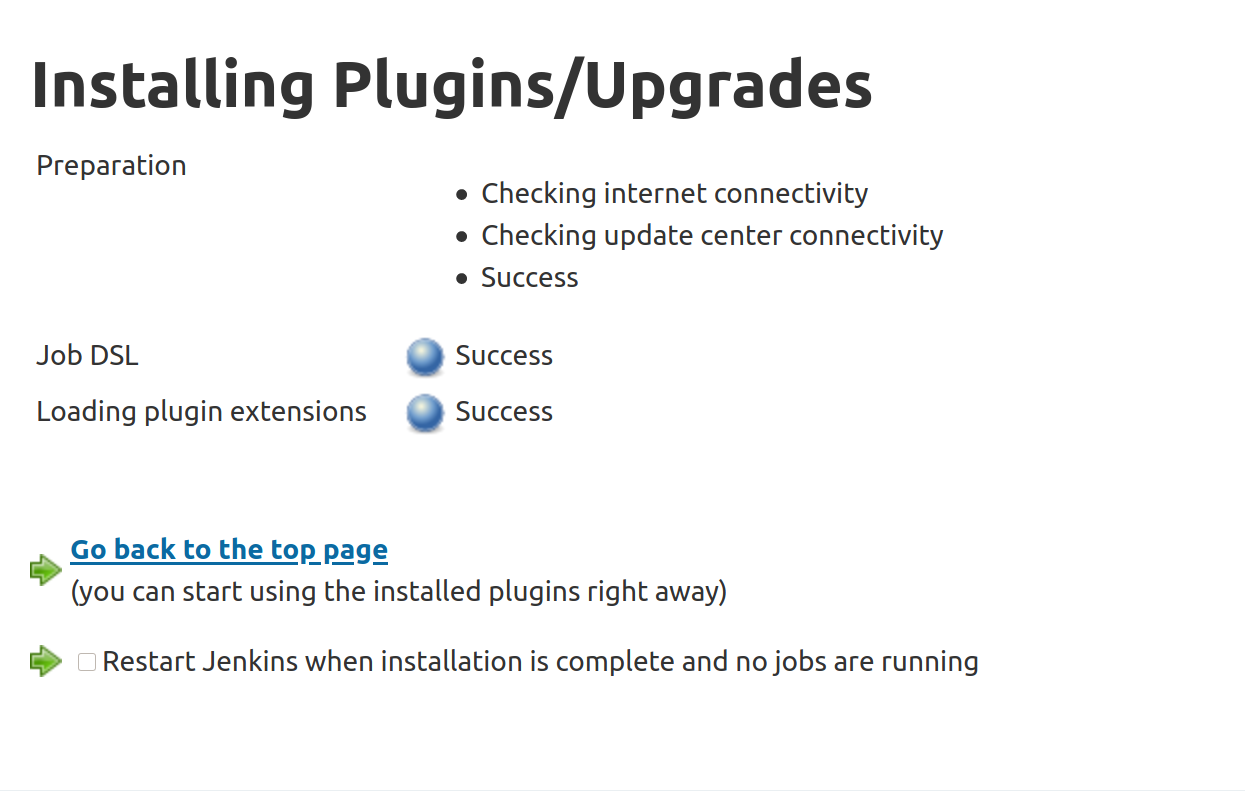 Installing Plugins/Upgrades
Preparation
Checking internet connectivity
Checking update center connectivity
Success
Job DSL Success
Loading plugin extensions Success
Go back to the top page
(you can start using the installed plugins right away)
Restart Jenkins when installation is complete and no jobs are running